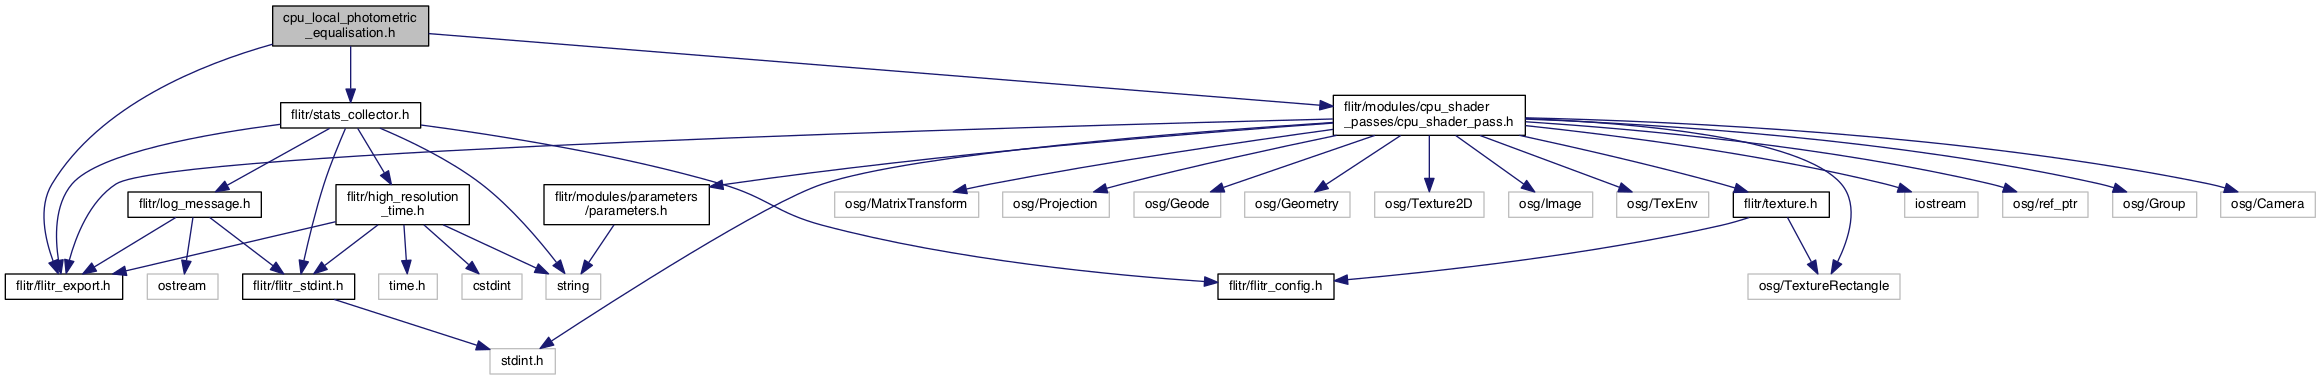 cpu_local_photometric
_equalisation.h
flitr/stats_collector.h
flitr/modules/cpu_shader
_passes/cpu_shader_pass.h
flitr/log_message.h
flitr/high_resolution
_time.h
flitr/modules/parameters
/parameters.h
osg/MatrixTransform
osg/Projection
osg/Geode
osg/Geometry
osg/Texture2D
osg/Image
osg/TexEnv
flitr/texture.h
iostream
osg/ref_ptr
osg/Group
osg/Camera
flitr/flitr_export.h
ostream
flitr/flitr_stdint.h
time.h
cstdint
string
flitr/flitr_config.h
osg/TextureRectangle
stdint.h